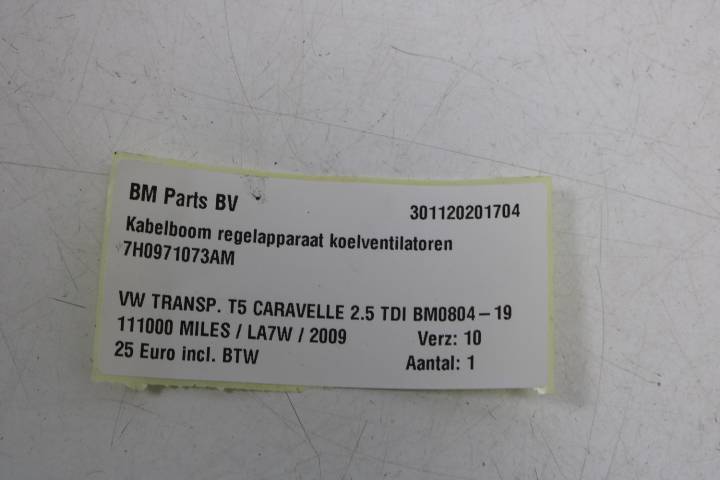 BM Parts BV 301120201704
Kabelboom regelapparaat koelventilatoren
7H0971073AM
VW TRANSP. T5 CARAVELLE 2.5 TDI BM0804-19
111000 MILES / LA7W / 2009 Verz: 10
25 Euro incl. BTW Aantal: 1